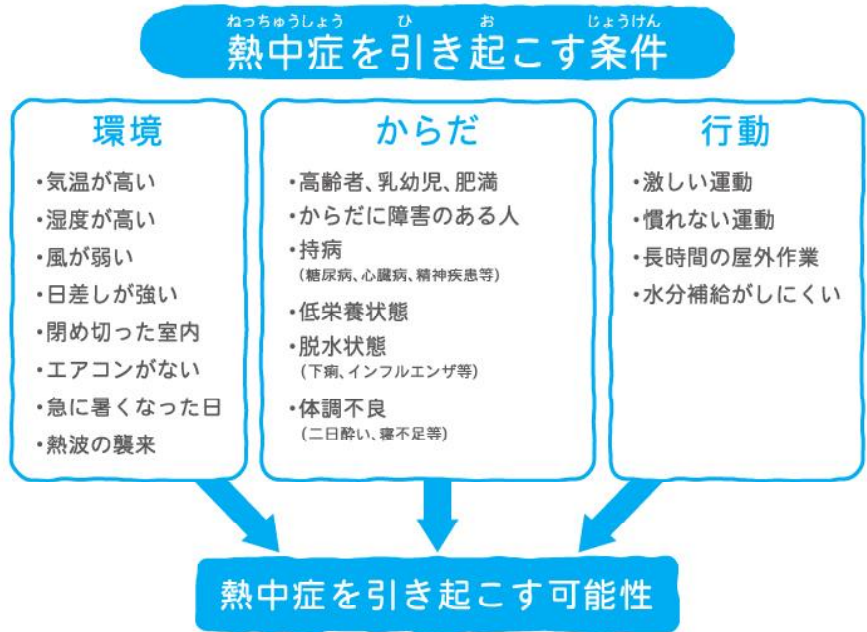 ねっちゅうしょう ひ お じょうけん
熱中症を引き起こす条件
環境
・気温が高い
・湿度が高い
・風が弱い
・日差しが強い
・閉め切った室内
・エアコンがない
・急に暑くなった日
・熱波の襲来
からだ
・高齢者、乳幼児、肥満
・からだに障害のある人
・持病
(糖尿病、心臓病、精神疾患等)
・低栄養状態
・脱水状態
(下痢、インフルエンザ等)
・体調不良
(二日酔い、寝不足等)
行動
・激しい運動
・慣れない運動
・長時間の屋外作業
・水分補給がしにくい
熱中症を引き起こす可能性